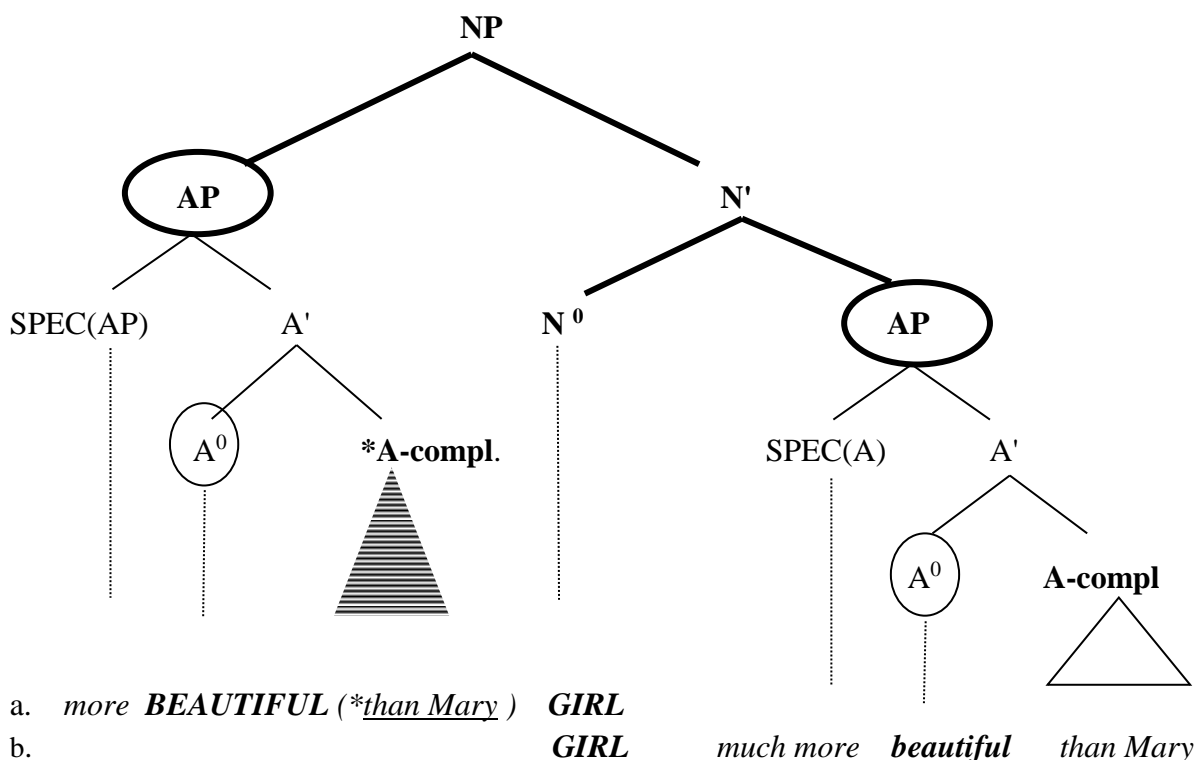 NP
AP N'
SPEC(AP) A' N⁰ AP
A⁰ *A-compl. SPEC(A) A'
A⁰ A-compl
a. more BEAUTIFUL (*than Mary ) GIRL
b. GIRL much more beautiful than Mary